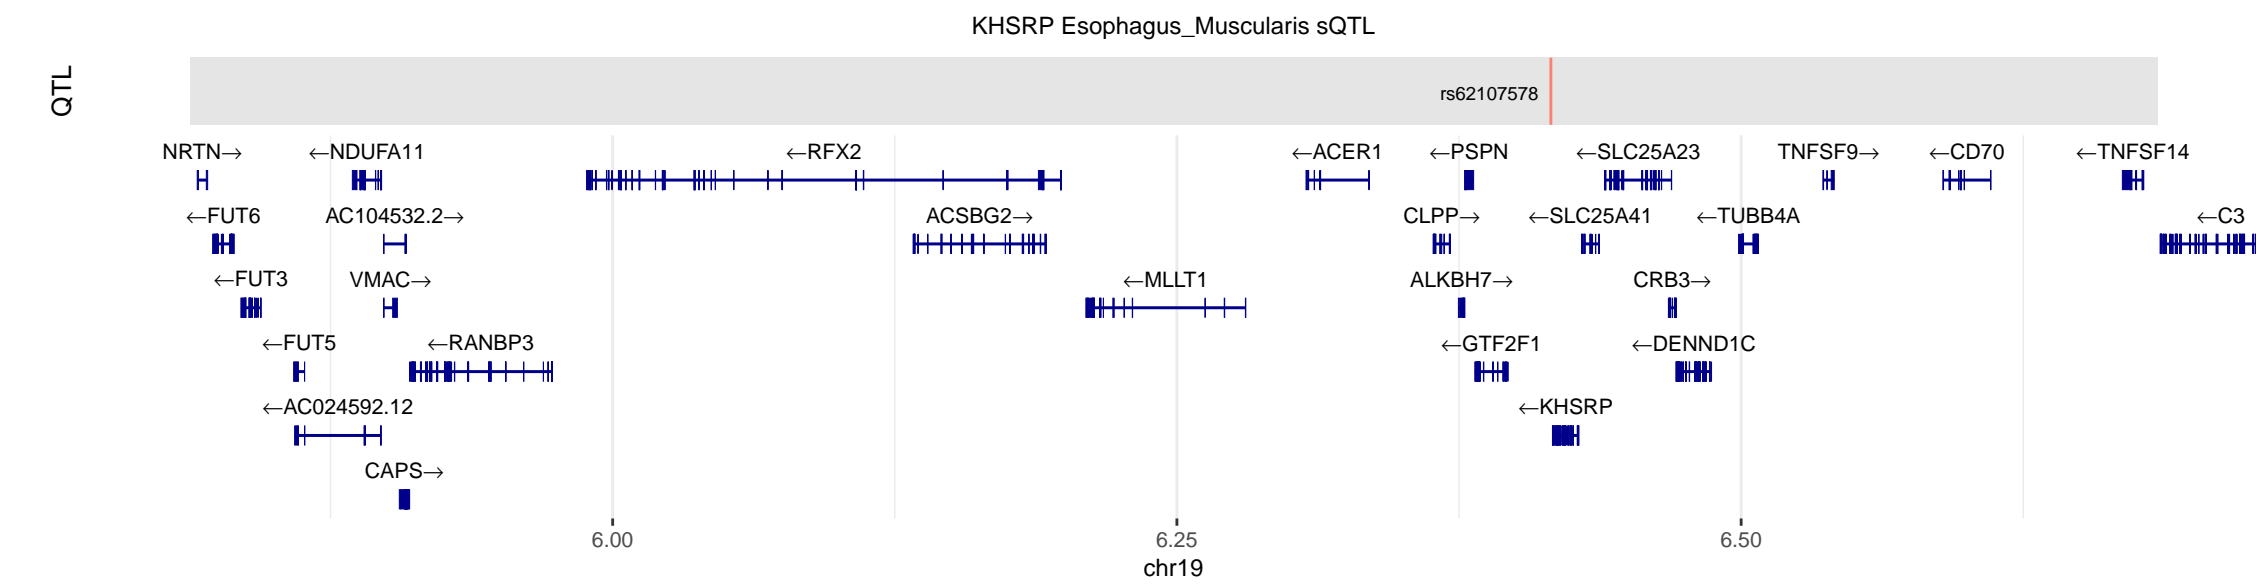 KHSRP Esophagus_Muscularis sQTL
QTL
rs62107578
NRTN→ ←NDUFA11 ←RFX2 ←ACER1 ←PSPN ←SLC25A23 TNFSF9→ ←CD70 ←TNFSF14
←FUT6 AC104532.2→ ACSBG2→ CLPP→ ←SLC25A41 ←TUBB4A ←C3
←FUT3 VMAC→ ←MLLT1 ALKBH7→ CRB3→
←FUT5 ←RANBP3 ←GTF2F1 ←DENND1C
←AC024592.12 ←KHSRP
CAPS→
6.00 6.25 6.50
chr19